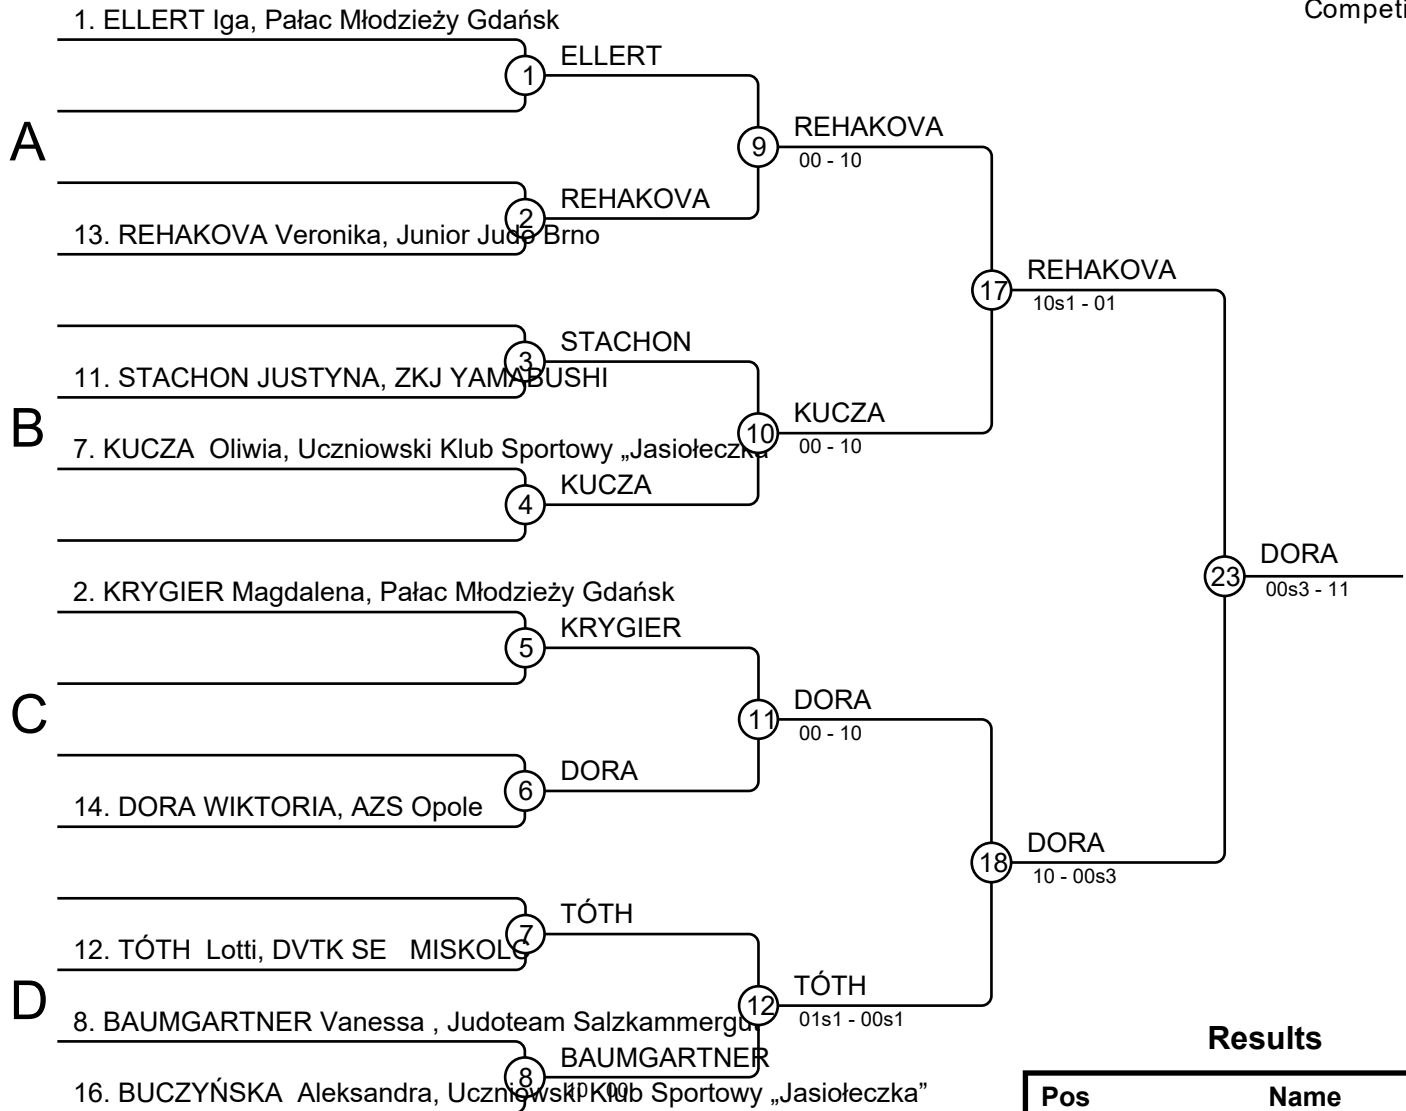 Competi
1. ELLERT Iga, Pałac Młodzieży Gdańsk
1
ELLERT
A
9
REHAKOVA
00 - 10
2
REHAKOVA
13. REHAKOVA Veronika, Junior Judo Brno
17
REHAKOVA
10s1 - 01
3
STACHON
11. STACHON JUSTYNA, ZKJ YAMABUSHI
B
10
KUCZA
00 - 10
7. KUCZA Oliwia, Uczniowski Klub Sportowy „Jasiołeczka
4
KUCZA
23
DORA
00s3 - 11
2. KRYGIER Magdalena, Pałac Młodzieży Gdańsk
5
KRYGIER
C
11
DORA
00 - 10
6
DORA
14. DORA WIKTORIA, AZS Opole
18
DORA
10 - 00s3
7
TÓTH
12. TÓTH Lotti, DVTK SE MISKOLC
D
12
TÓTH
01s1 - 00s1
8. BAUMGARTNER Vanessa , Judoteam Salzkammergut
8
BAUMGARTNER
10 - 00
16. BUCZYŃSKA Aleksandra, Uczniowski Klub Sportowy „Jasiołeczka”
Results
Pos Name